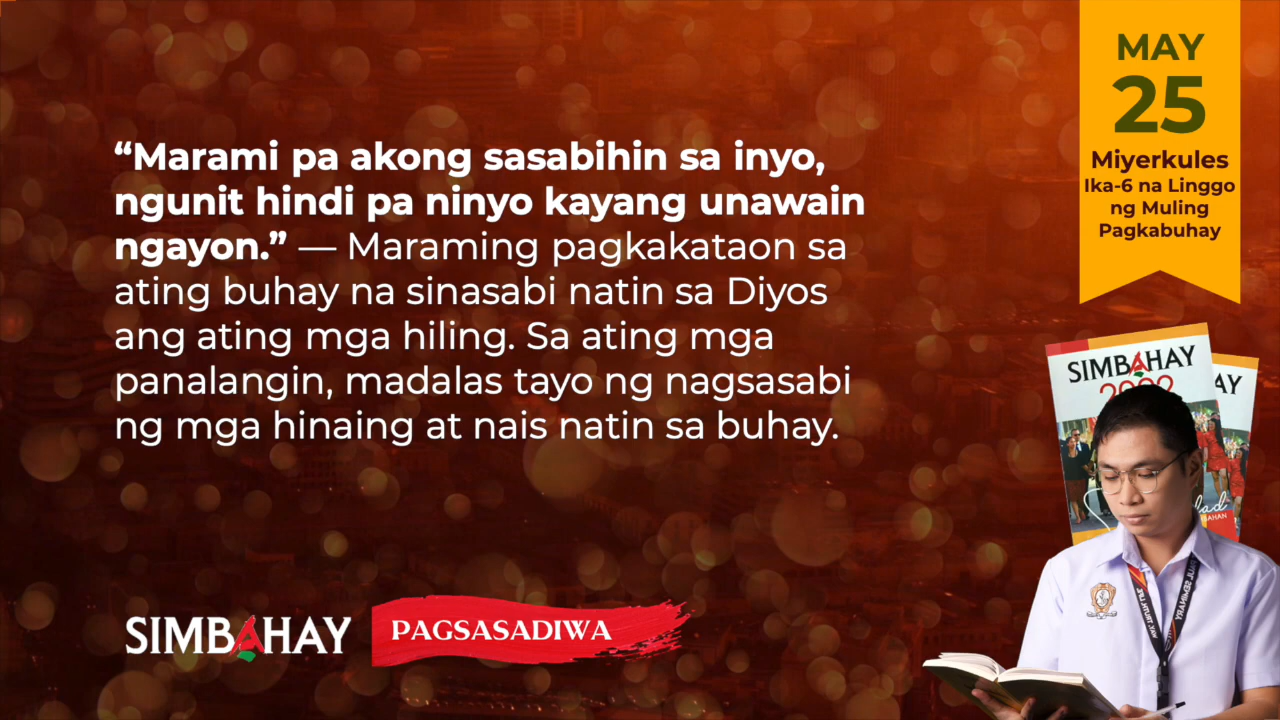 MAY
25
Miyerkules
Ika-6 na Linggo
ng Muling
Pagkabuhay
“Marami pa akong sasabihin sa inyo,
ngunit hindi pa ninyo kayang unawain
ngayon.” — Maraming pagkakataon sa
ating buhay na sinasabi natin sa Diyos
ang ating mga hiling. Sa ating mga
panalangin, madalas tayo ng nagsasabi
ng mga hinaing at nais natin sa buhay.
SIMBAHAY
SIMBAHAY
PAGSASADIWA